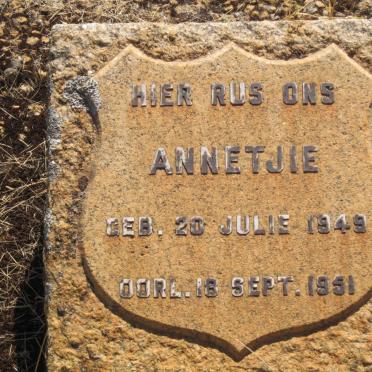 HIER RUS ONS
ANNETJIE
GEB. 20 JULIE 1949
OORL. 18 SEPT. 1951